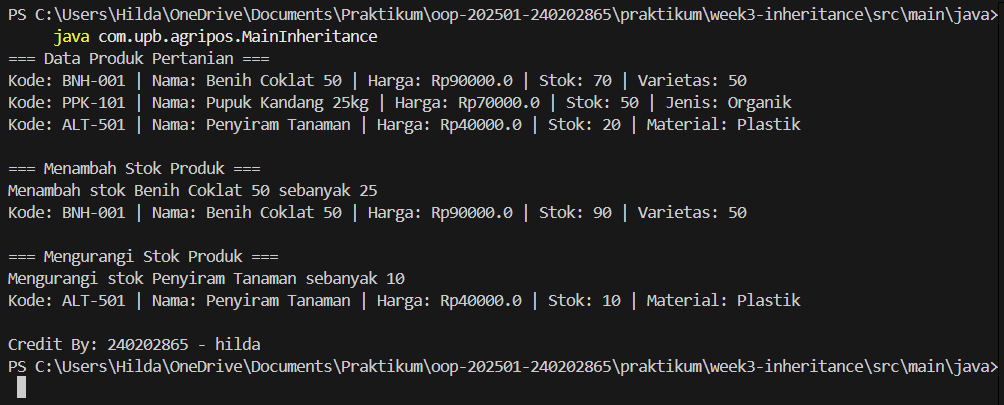 PS C:\Users\Hilda\OneDrive\Documents\Praktikum\oop-202501-240202865\praktikum\week3-inheritance\src\main\java>
java com.upb.agripos.MainInheritance
=== Data Produk Pertanian ===
Kode: BNH-001 | Nama: Benih Coklat 50 | Harga: Rp90000.0 | Stok: 70 | Varietas: 50
Kode: PPK-101 | Nama: Pupuk Kandang 25kg | Harga: Rp70000.0 | Stok: 50 | Jenis: Organik
Kode: ALT-501 | Nama: Penyiram Tanaman | Harga: Rp40000.0 | Stok: 20 | Material: Plastik
=== Menambah Stok Produk ===
Menambah stok Benih Coklat 50 sebanyak 25
Kode: BNH-001 | Nama: Benih Coklat 50 | Harga: Rp90000.0 | Stok: 90 | Varietas: 50
=== Mengurangi Stok Produk ===
Mengurangi stok Penyiram Tanaman sebanyak 10
Kode: ALT-501 | Nama: Penyiram Tanaman | Harga: Rp40000.0 | Stok: 10 | Material: Plastik
Credit By: 240202865 - hilda
PS C:\Users\Hilda\OneDrive\Documents\Praktikum\oop-202501-240202865\praktikum\week3-inheritance\src\main\java>